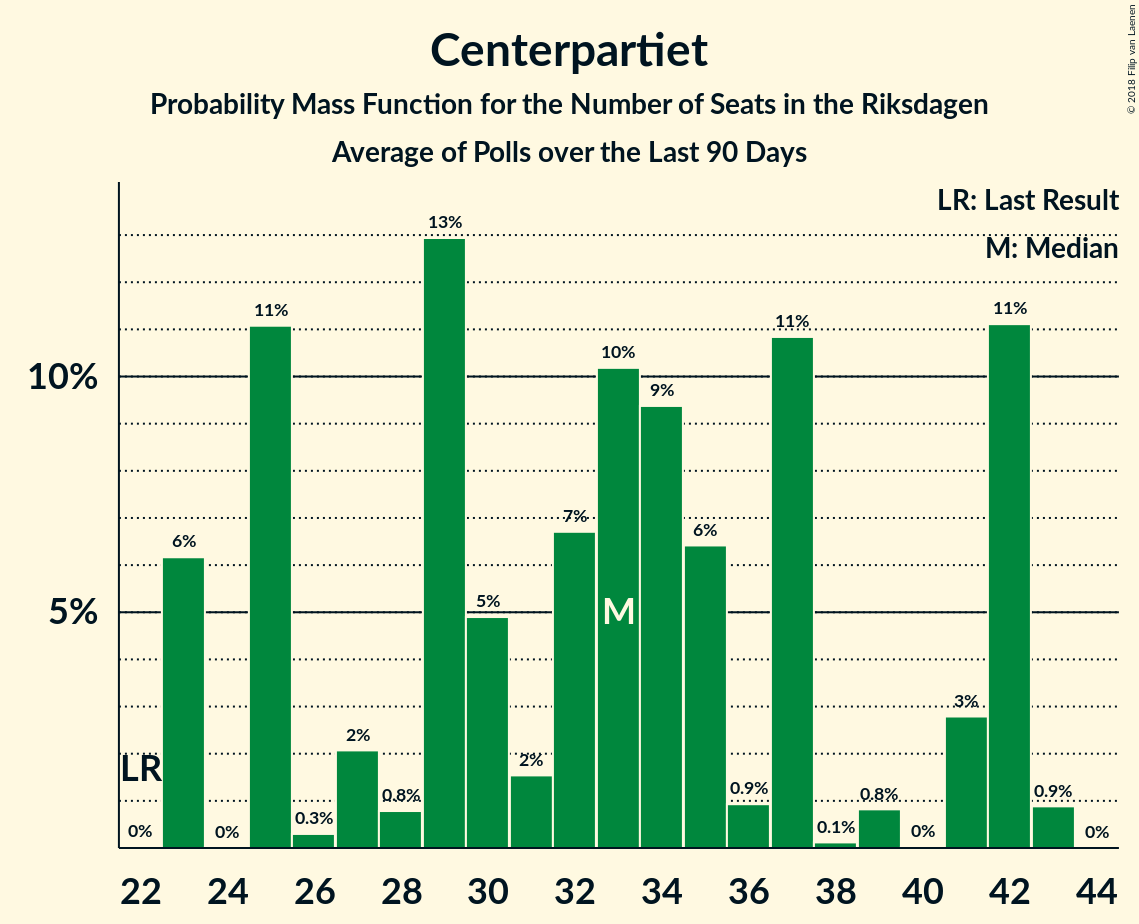 Centerpartiet
Probability Mass Function for the Number of Seats in the Riksdagen
Average of Polls over the Last 90 Days
© 2018 Filip van Laenen
LR: Last Result
M: Median
10%
5%
LR
M
0%
6%
0%
11%
0.3%
2%
0.8%
13%
5%
2%
7%
10%
9%
6%
0.9%
11%
0.1%
0.8%
0%
3%
11%
0.9%
0%
22 24 26 28 30 32 34 36 38 40 42 44